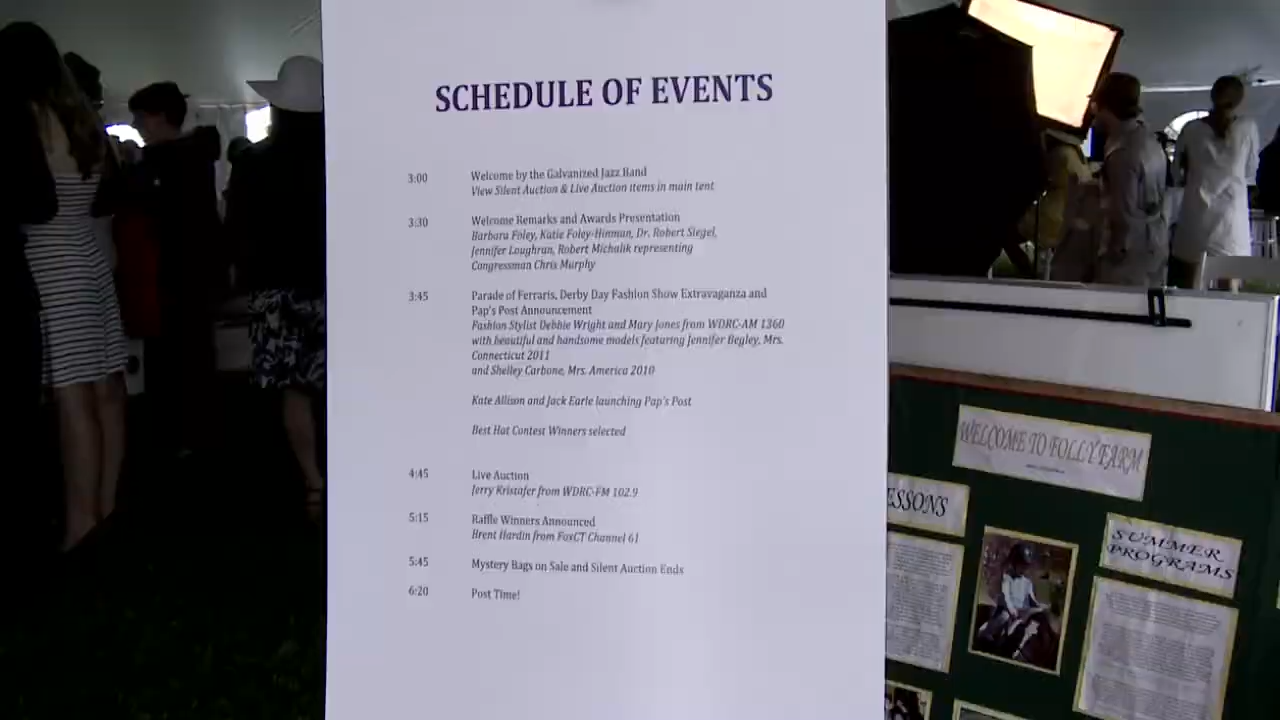 SCHEDULE OF EVENTS
3:00 Welcome by the Galvanized Jazz Band
View Silent Auction & Live Auction items in main tent
3:30 Welcome Remarks and Awards Presentation
Barbara Foley, Katie Foley-Hinman, Dr. Robert Siegel,
Jennifer Loughran, Robert Michalik representing
Congressman Chris Murphy
3:45 Parade of Ferraris, Derby Day Fashion Show Extravaganza and
Pap's Post Announcement
Fashion Stylist Debbie Wright and Mary Jones from WDRC-AM 1360
with beautiful and handsome models featuring Jennifer Begley, Mrs.
Connecticut 2011
and Shelley Carbone, Mrs. America 2010
Kate Allison and Jack Earle launching Pap's Post
Best Hat Contest Winners selected
4:45 Live Auction
Jerry Kristafer from WDRC-FM 102.9
5:15 Raffle Winners Announced
Brent Hardin from FoxCT Channel 61
5:45 Mystery Bags on Sale and Silent Auction Ends
6:20 Post Time!
WELCOME TO FOLLY FARM
ESSONS
SUMMER
PROGRAMS